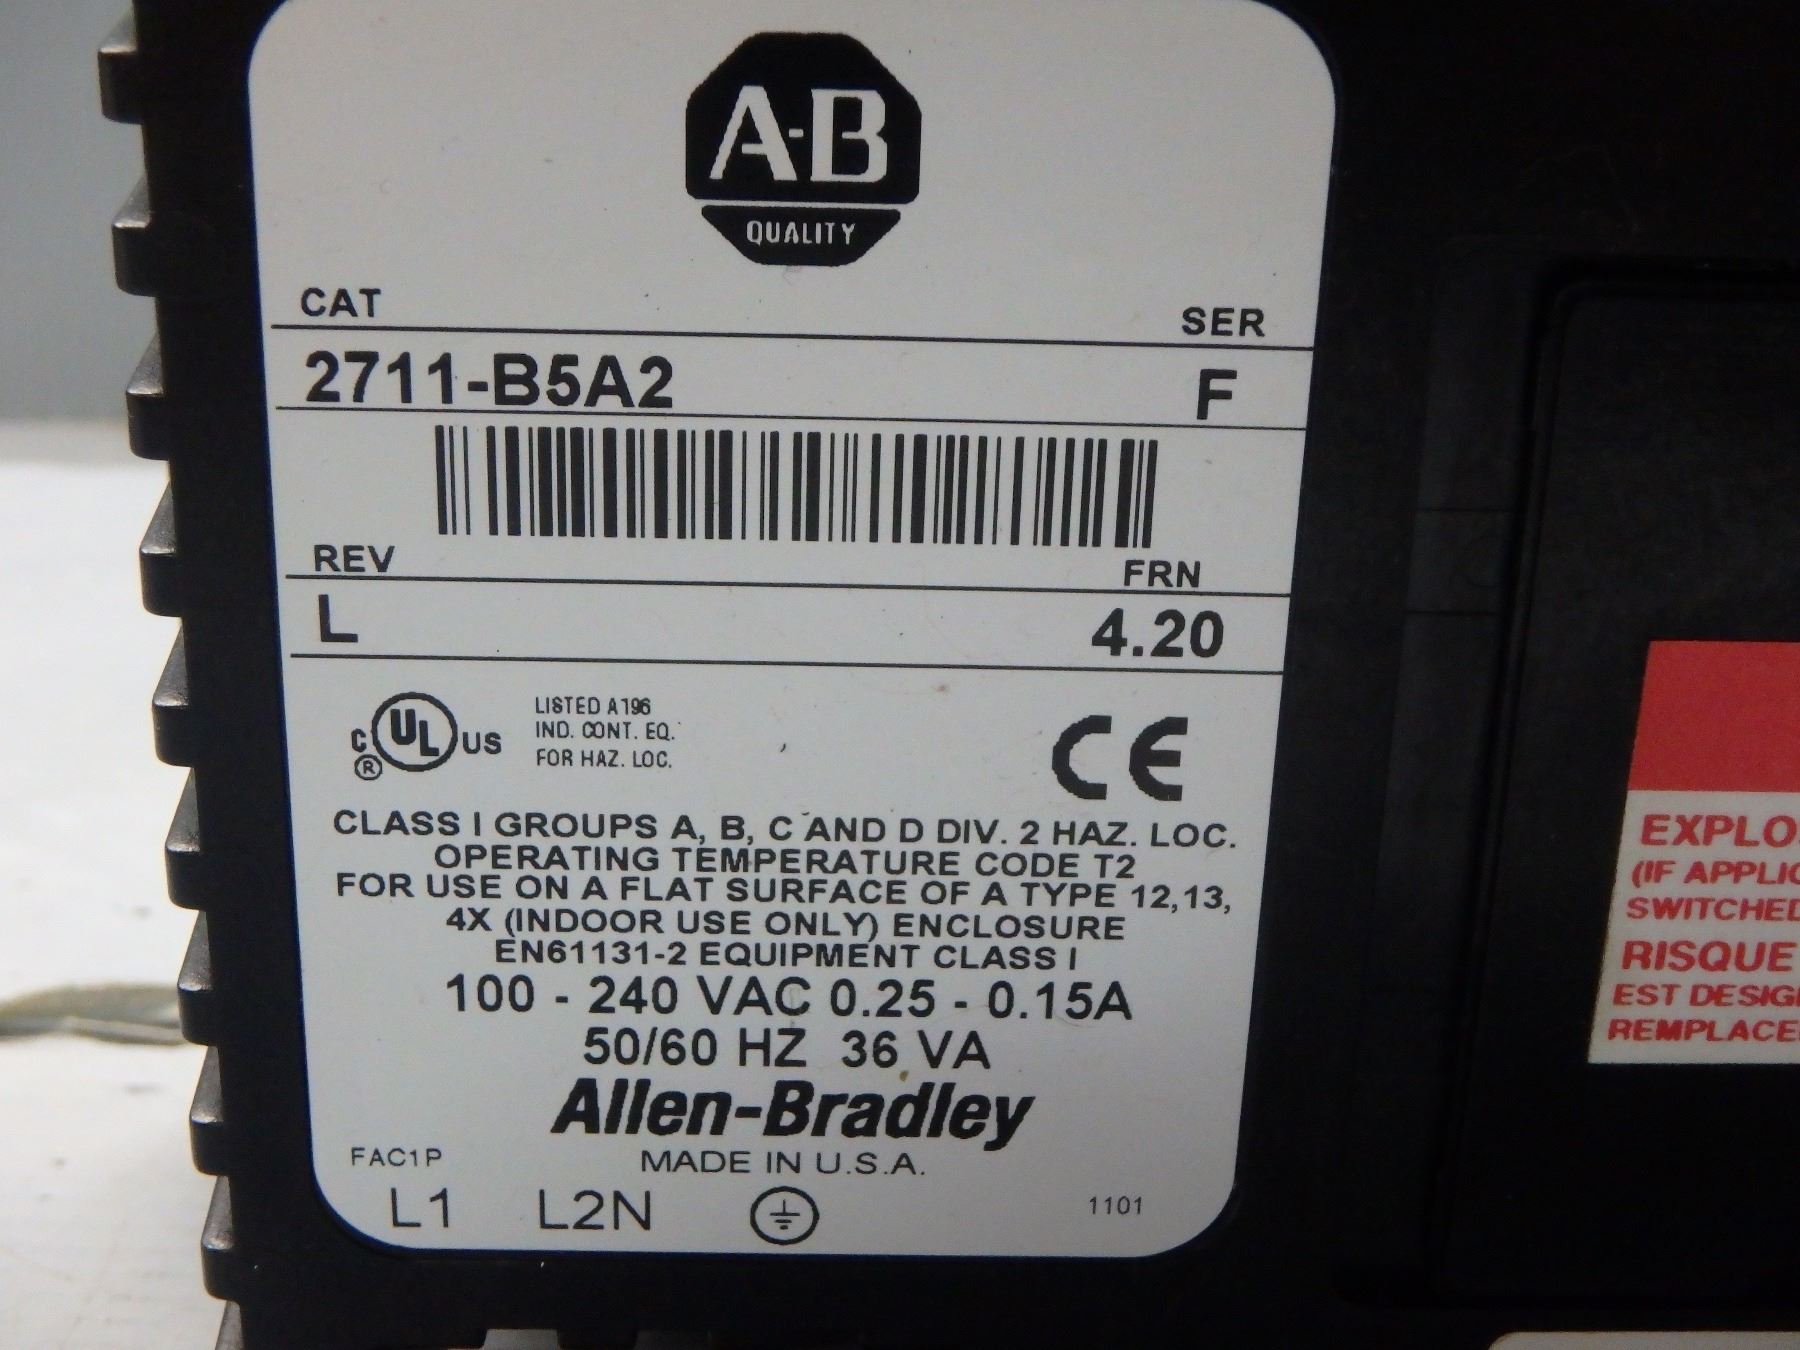 A-B
QUALITY
CAT SER
2711-B5A2 F
REV FRN
L 4.20
C UL US
®
LISTED A196
IND. CONT. EQ.
FOR HAZ. LOC.
CE
CLASS I GROUPS A, B, C AND D DIV. 2 HAZ. LOC.
OPERATING TEMPERATURE CODE T2
FOR USE ON A FLAT SURFACE OF A TYPE 12,13,
4X (INDOOR USE ONLY) ENCLOSURE
EN61131-2 EQUIPMENT CLASS I
100 - 240 VAC 0.25 - 0.15A
50/60 HZ 36 VA
Allen-Bradley
FAC1P MADE IN U.S.A.
L1 L2N 1101
EXPLO
(IF APPLIC
SWITCHED
RISQUE
EST DESIG
REMPLACE